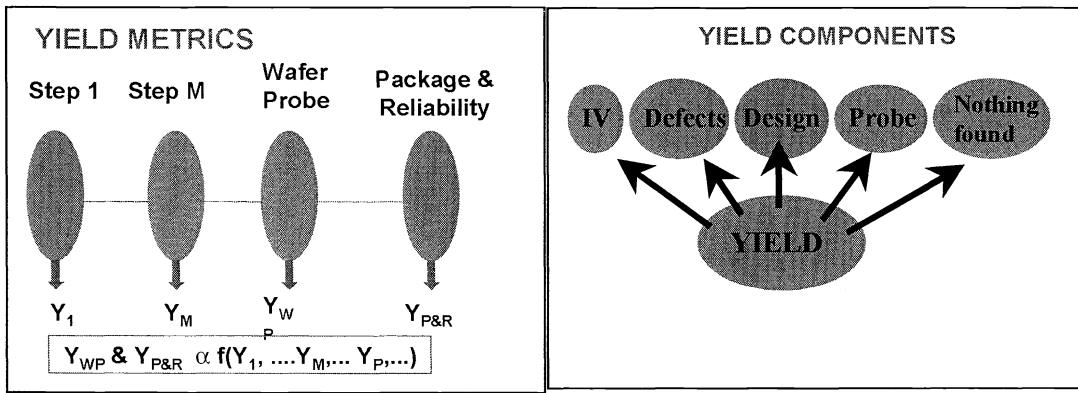 YIELD METRICS
Step 1
Step M
Wafer
Probe
Package &
Reliability
Y1
YM
YW
P
YP&R
YWP & YP&R α f(Y1, ....YM,... YP,...)
YIELD COMPONENTS
IV
Defects
Design
Probe
Nothing
found
YIELD